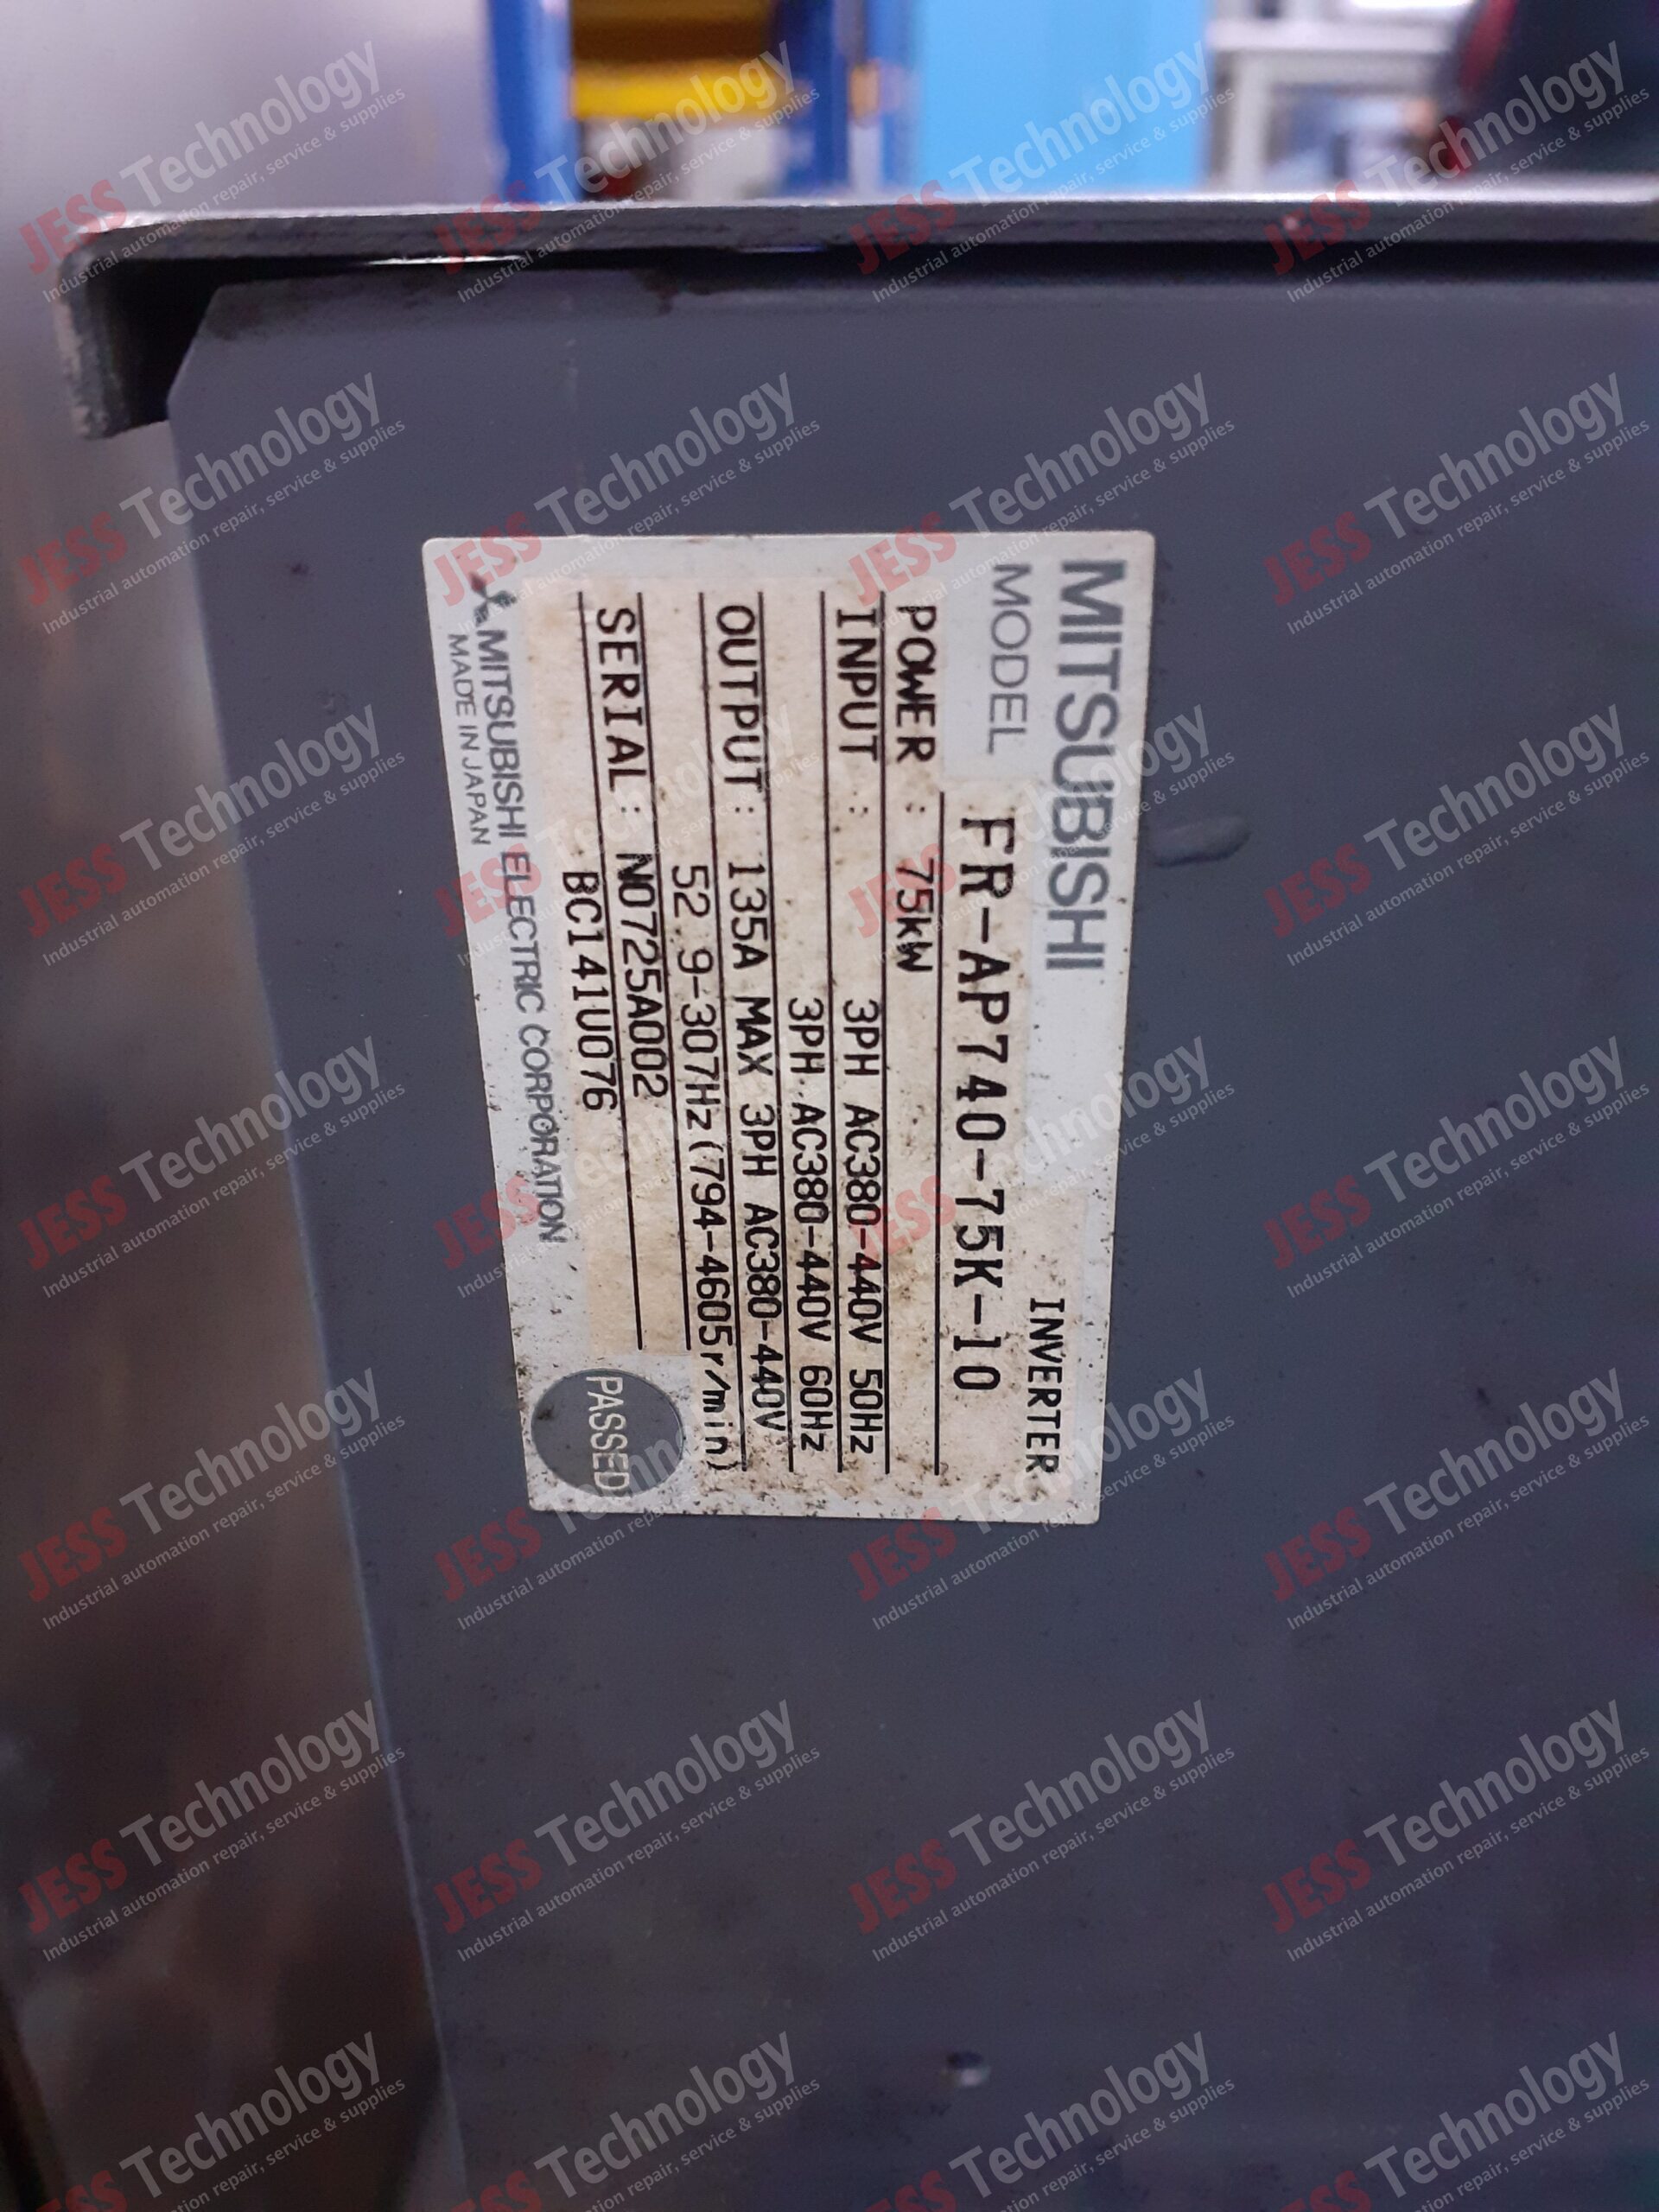 MITSUBISHI
INVERTER
MODEL FR-AP740-75K-10
POWER : 75kW
INPUT : 3PH AC380-440V 50Hz
3PH AC380-440V 60Hz
OUTPUT: 135A MAX 3PH AC380-440V
52.9-307Hz(794-4605r/min)
SERIAL: N0725A002
BC141U076
MITSUBISHI ELECTRIC CORPORATION
MADE IN JAPAN
PASSED
JESS Technology
Industrial automation repair, service & supplies